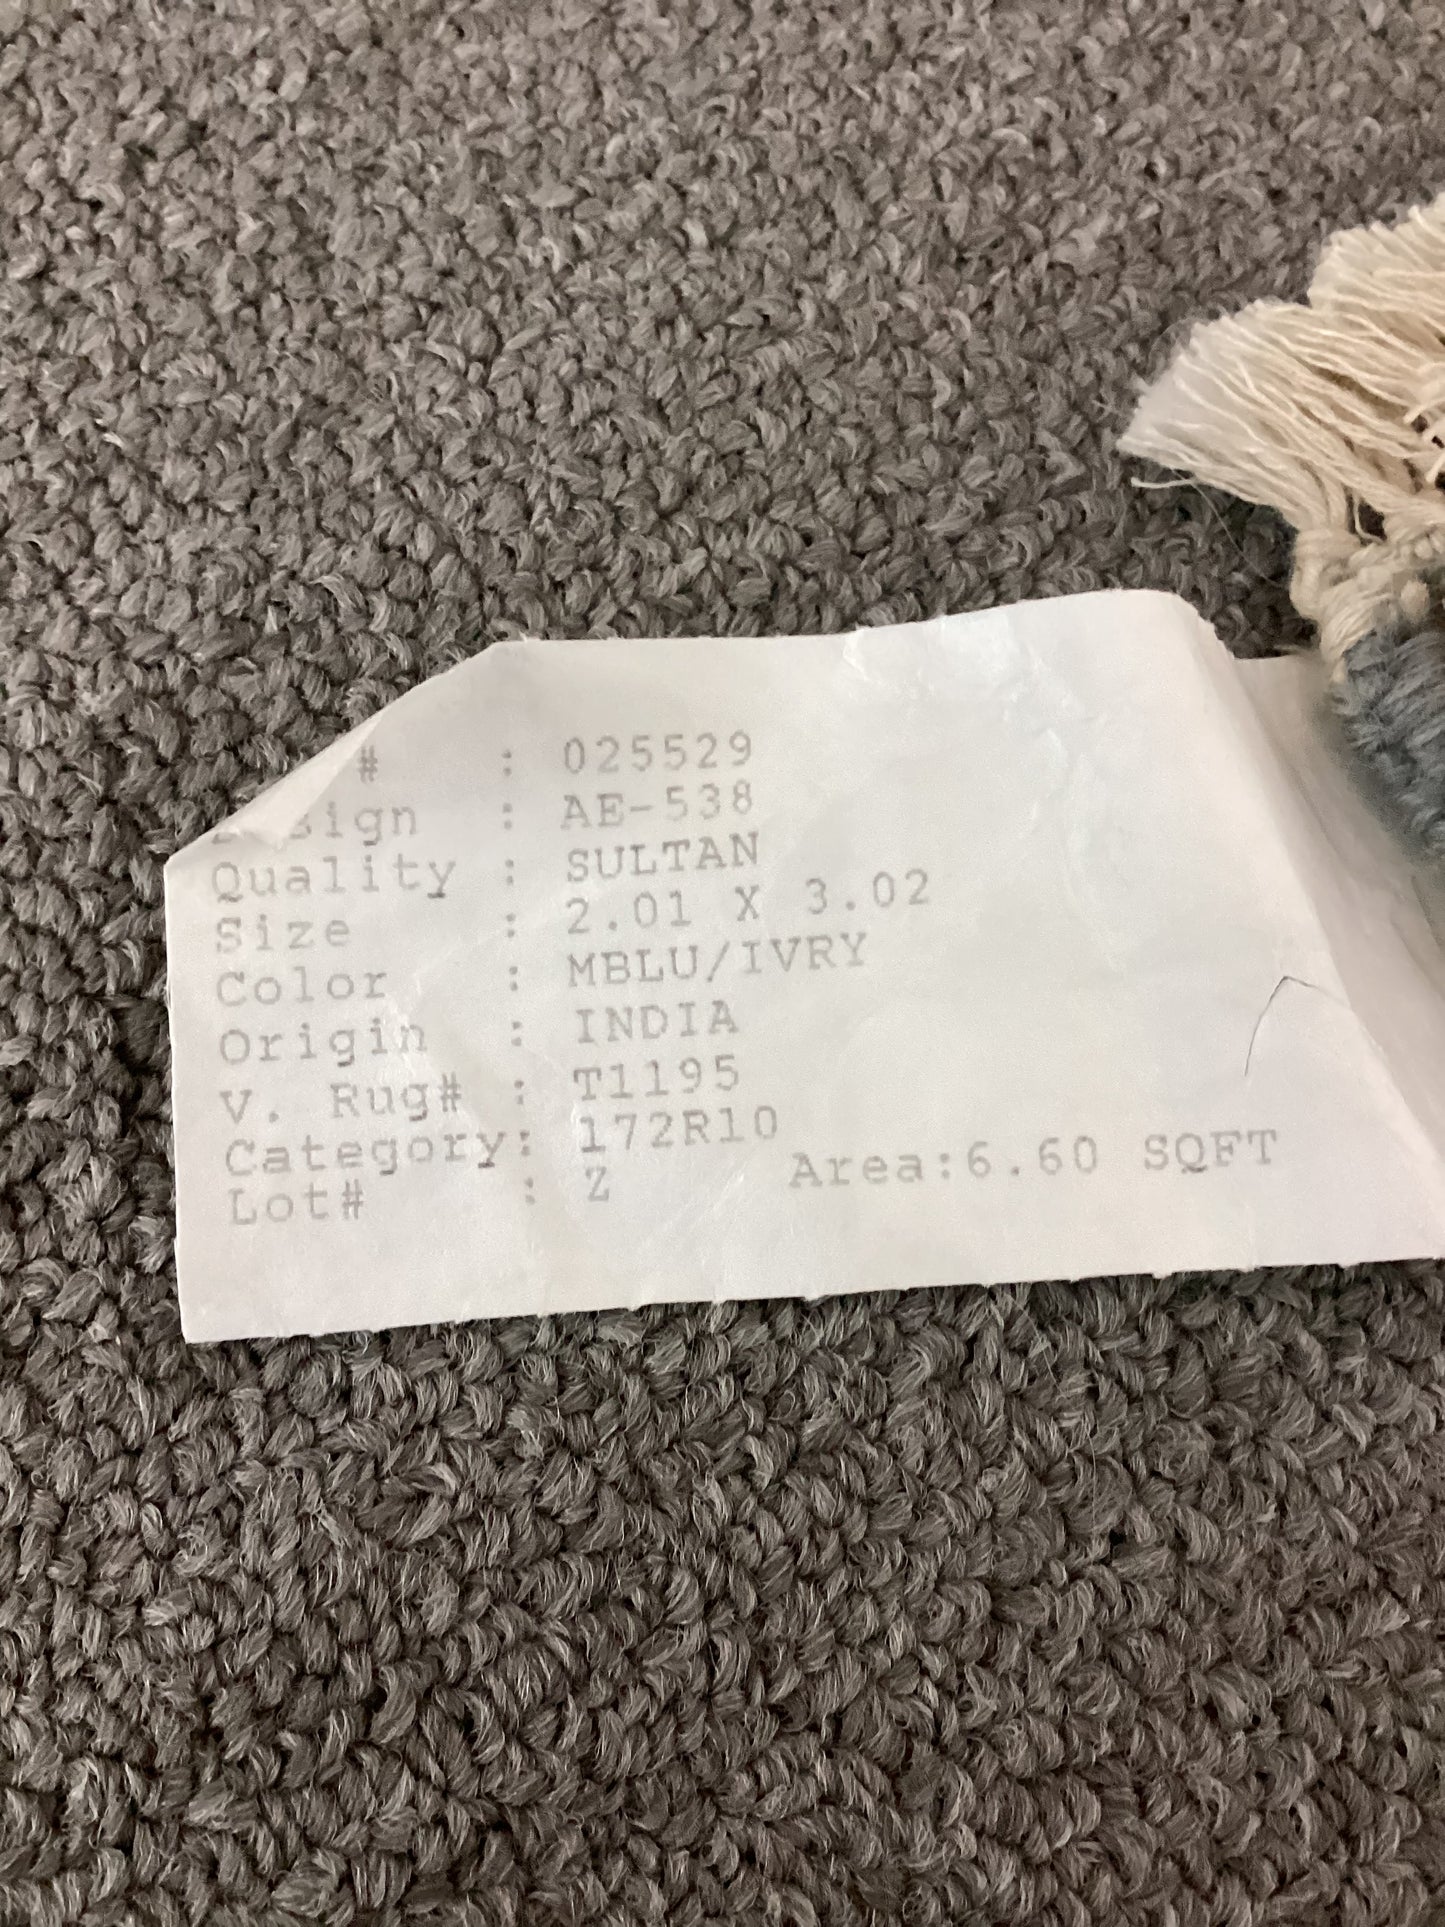 # : 025529
sign : AE-538
Quality : SULTAN
Size : 2.01 X 3.02
Color : MBLU/IVRY
Origin : INDIA
V. Rug# : T1195
Category: 172R10
Lot# : Z Area:6.60 SQFT